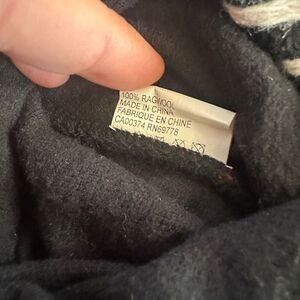 100% RAGWOOL
MADE IN CHINA
FABRIQUE EN CHINE
CA00374 RN69778